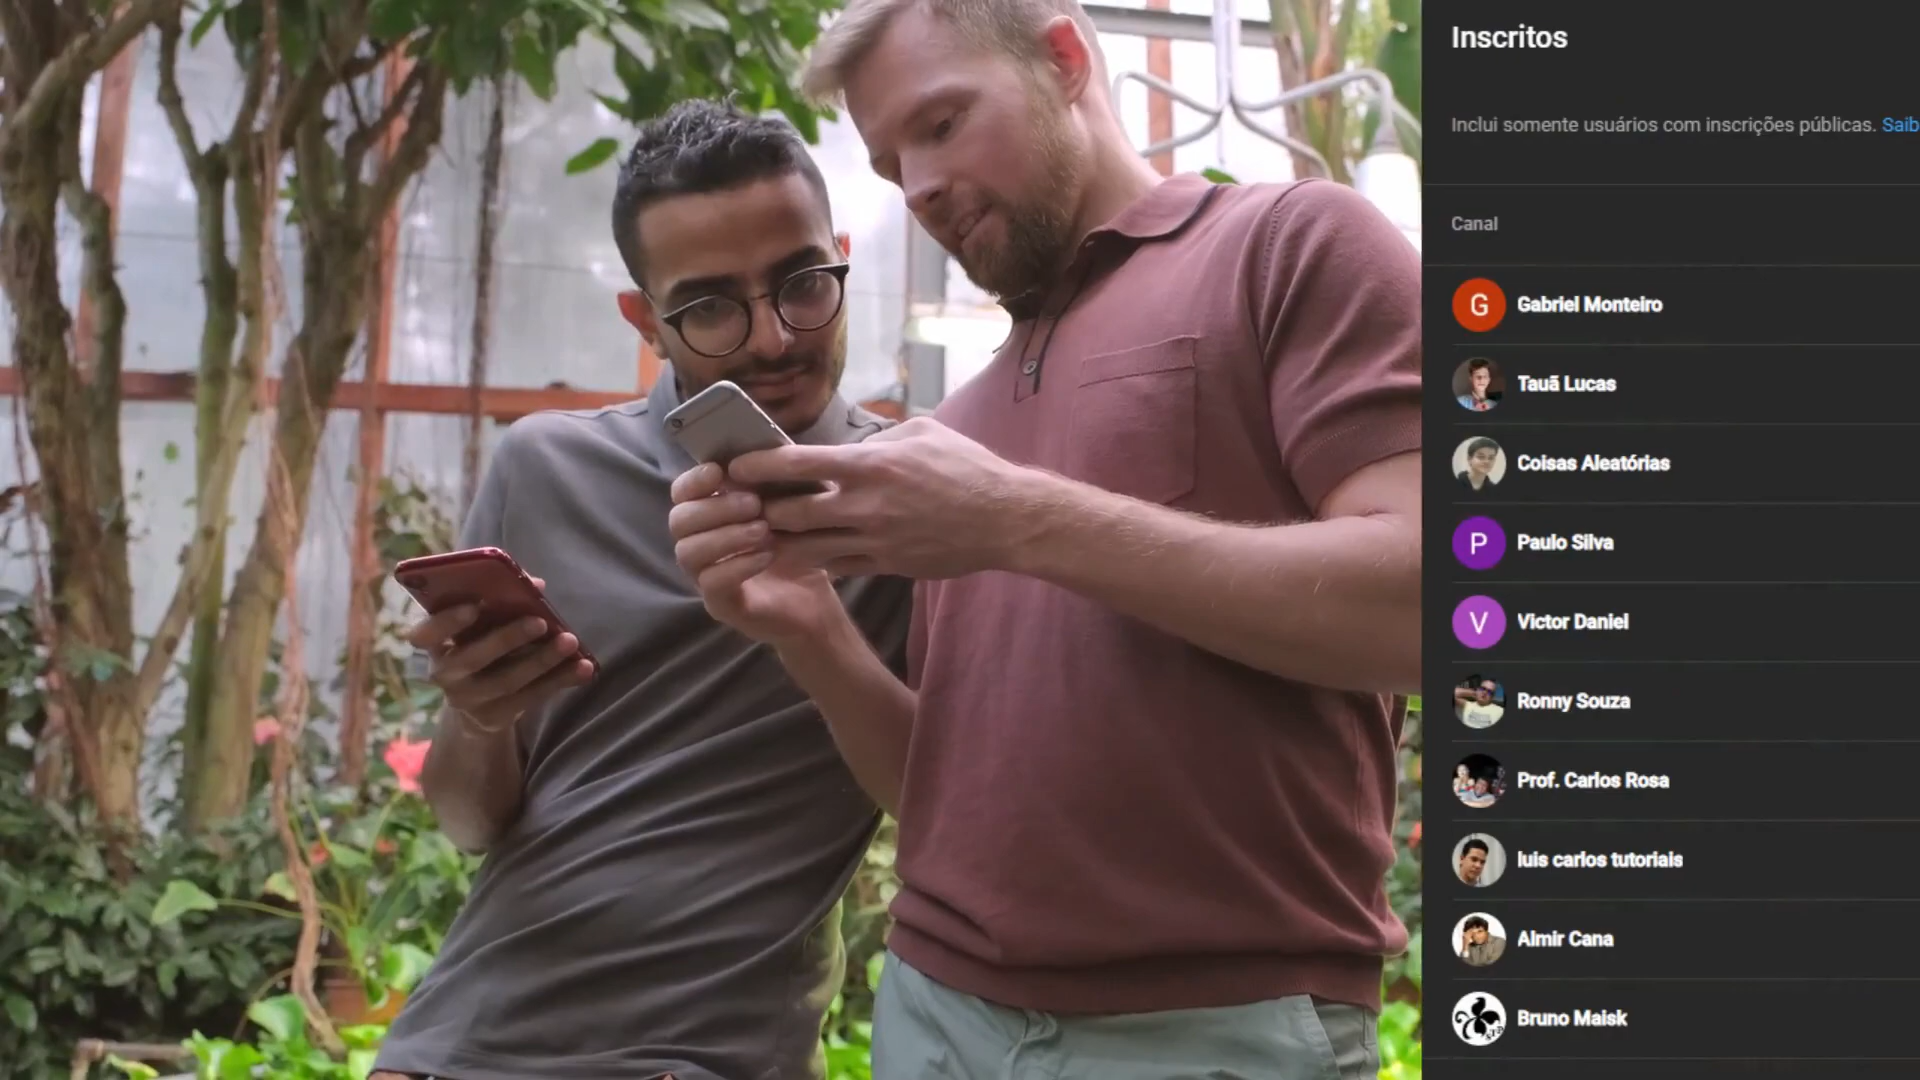 Inscritos
Inclui somente usuários com inscrições públicas. Saib
Canal
G Gabriel Monteiro
Tauã Lucas
Coisas Aleatórias
P Paulo Silva
V Victor Daniel
Ronny Souza
Prof. Carlos Rosa
luis carlos tutoriais
Almir Cana
Bruno Maisk